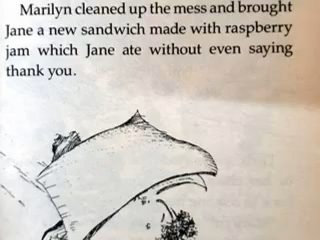 Marilyn cleaned up the mess and brought
Jane a new sandwich made with raspberry
jam which Jane ate without even saying
thank you.